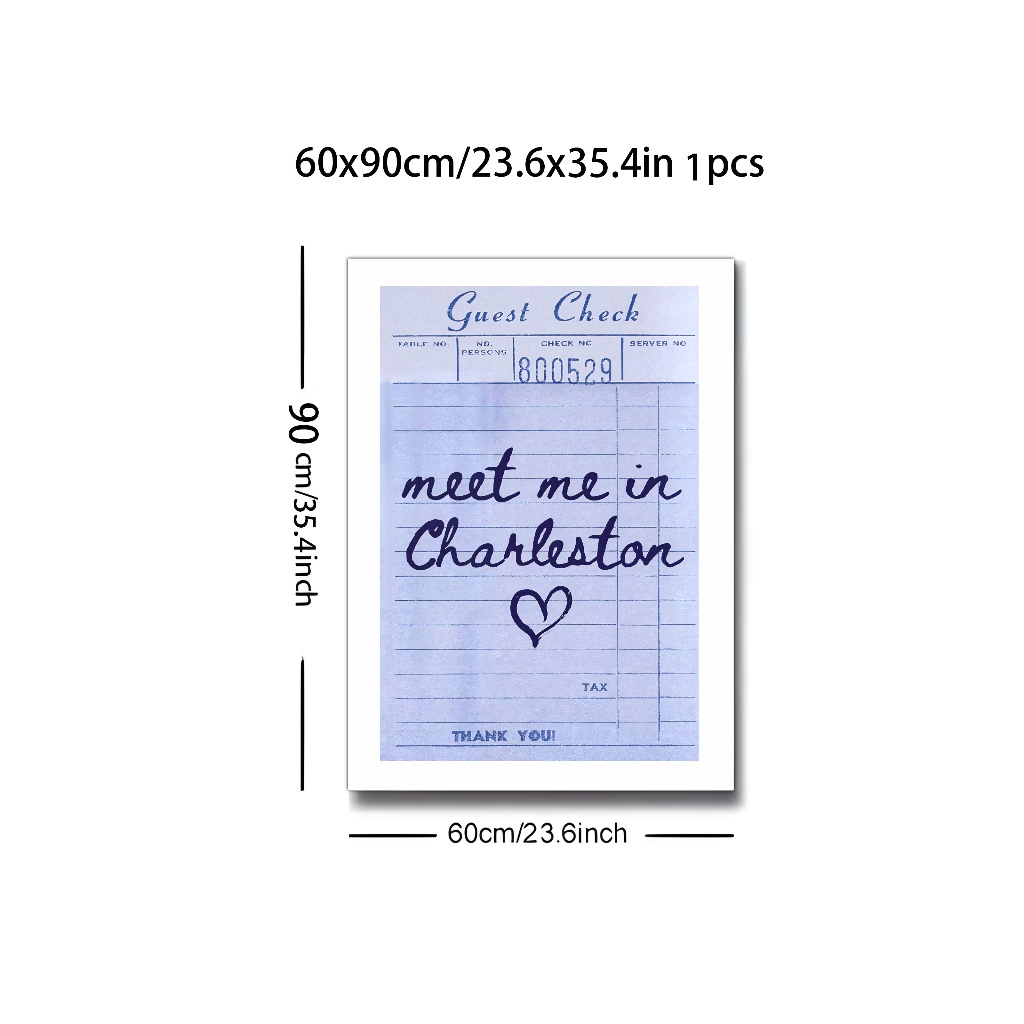 60x90cm/23.6x35.4in 1pcs
Guest Check
TABLE NO. NO. PERSONS CHECK NO SERVER NO
800529
meet me in
Charleston
TAX
THANK YOU!
90 cm/35.4inch
60cm/23.6inch